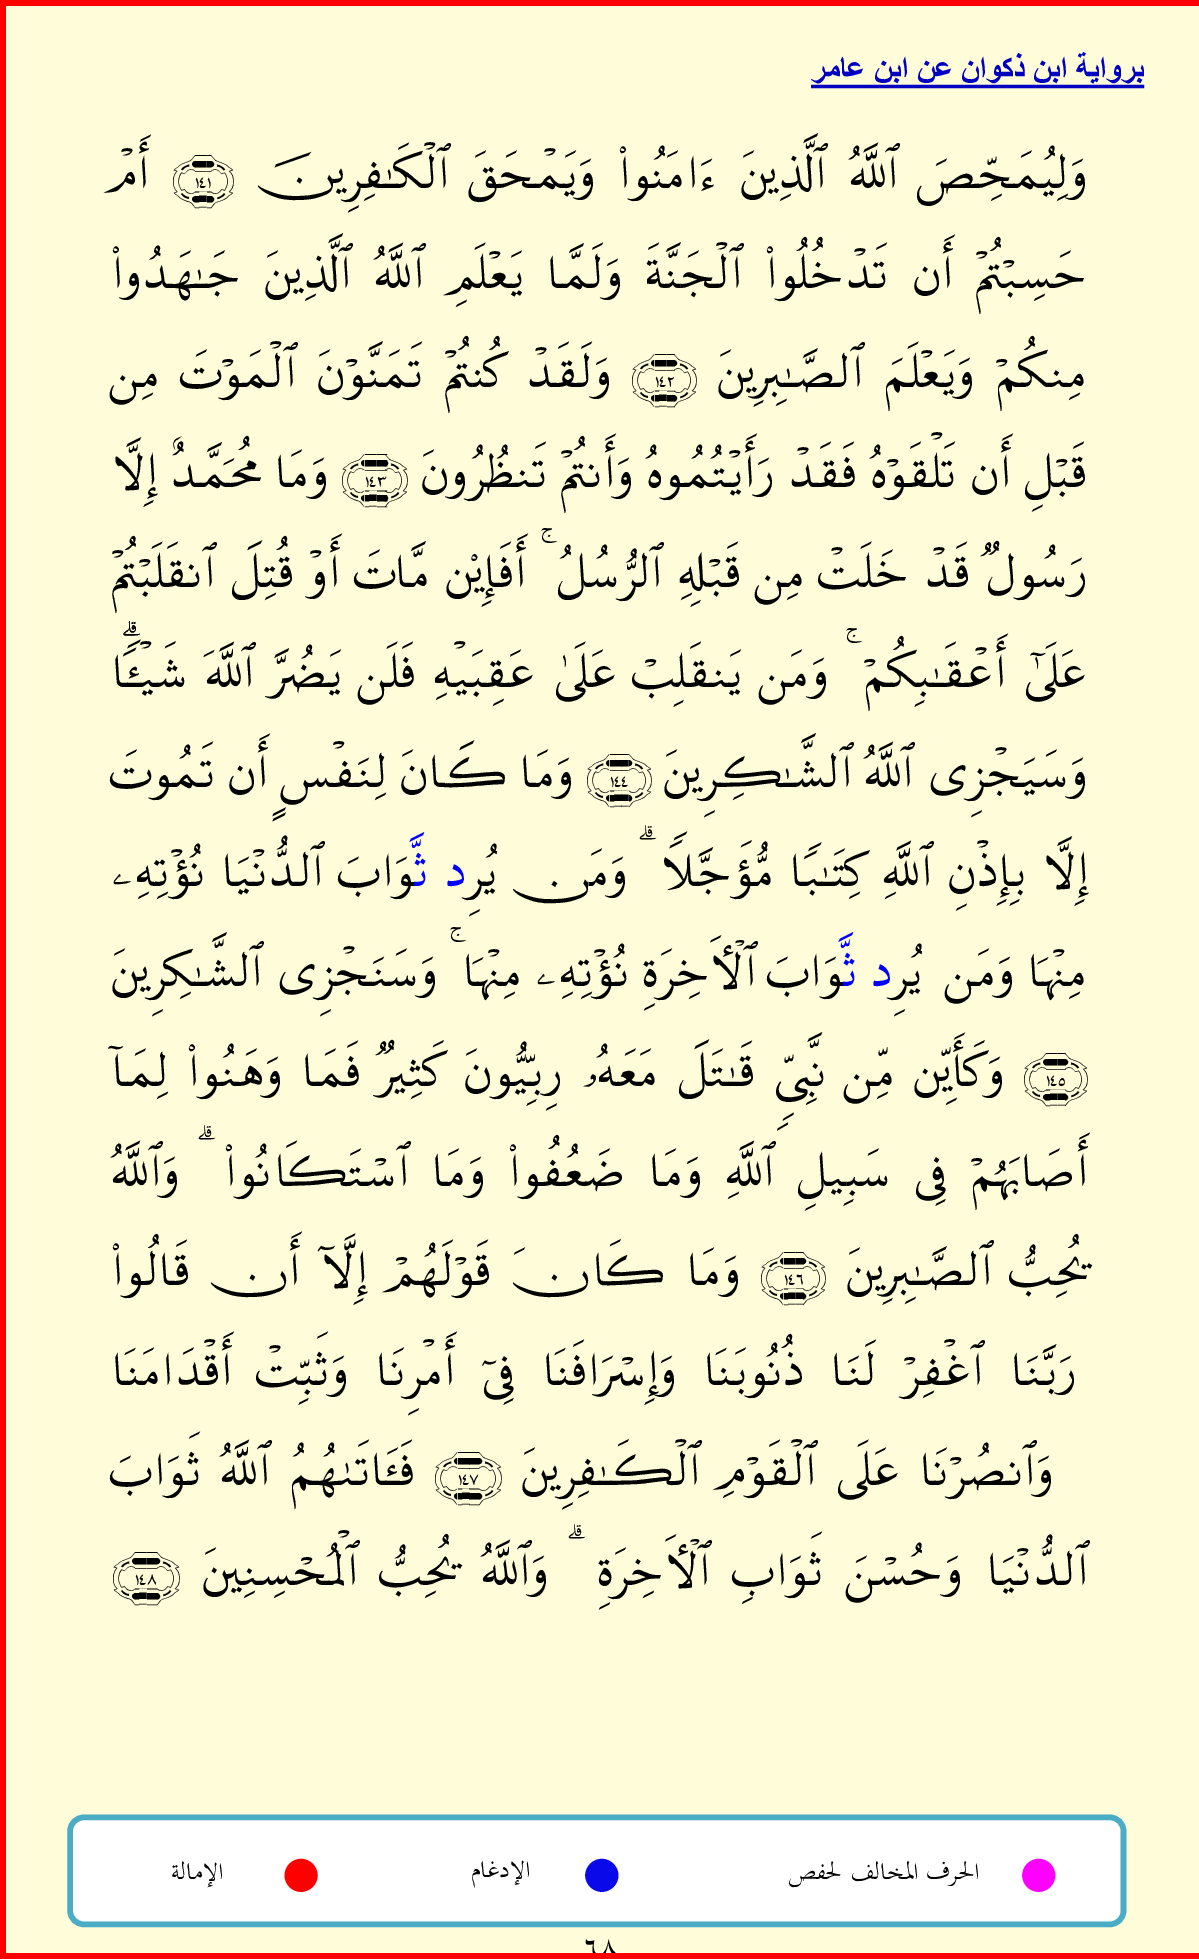 برواية ابن ذكوان عن ابن عامر
وَلِيُمَحِّصَ ٱللَّهُ ٱلَّذِينَ ءَامَنُوا۟ وَيَمْحَقَ ٱلْكَـٰفِرِينَ ١٤١ أَمْ
حَسِبْتُمْ أَن تَدْخُلُوا۟ ٱلْجَنَّةَ وَلَمَّا يَعْلَمِ ٱللَّهُ ٱلَّذِينَ جَـٰهَدُوا۟
مِنكُمْ وَيَعْلَمَ ٱلصَّـٰبِرِينَ ١٤٢ وَلَقَدْ كُنتُمْ تَمَنَّوْنَ ٱلْمَوْتَ مِن
قَبْلِ أَن تَلْقَوْهُ فَقَدْ رَأَيْتُمُوهُ وَأَنتُمْ تَنظُرُونَ ١٤٣ وَمَا مُحَمَّدٌ إِلَّا
رَسُولٌ قَدْ خَلَتْ مِن قَبْلِهِ ٱلرُّسُلُ ۚ أَفَإِيْن مَّاتَ أَوْ قُتِلَ ٱنقَلَبْتُمْ
عَلَىٰٓ أَعْقَـٰبِكُمْ ۚ وَمَن يَنقَلِبْ عَلَىٰ عَقِبَيْهِ فَلَن يَضُرَّ ٱللَّهَ شَيْـًٔا ۗ
وَسَيَجْزِى ٱللَّهُ ٱلشَّـٰكِرِينَ ١٤٤ وَمَا كَانَ لِنَفْسٍ أَن تَمُوتَ
إِلَّا بِإِذْنِ ٱللَّهِ كِتَـٰبًا مُّؤَجَّلًا ۗ وَمَن يُرِد ثَّوَابَ ٱلدُّنْيَا نُؤْتِهِۦ
مِنْهَا وَمَن يُرِد ثَّوَابَ ٱلْـَٔاخِرَةِ نُؤْتِهِۦ مِنْهَا ۚ وَسَنَجْزِى ٱلشَّـٰكِرِينَ
١٤٥ وَكَأَيِّن مِّن نَّبِىٍّ قَـٰتَلَ مَعَهُۥ رِبِّيُّونَ كَثِيرٌ فَمَا وَهَنُوا۟ لِمَآ
أَصَابَهُمْ فِى سَبِيلِ ٱللَّهِ وَمَا ضَعُفُوا۟ وَمَا ٱسْتَكَانُوا۟ ۗ وَٱللَّهُ
يُحِبُّ ٱلصَّـٰبِرِينَ ١٤٦ وَمَا كَانَ قَوْلَهُمْ إِلَّآ أَن قَالُوا۟
رَبَّنَا ٱغْفِرْ لَنَا ذُنُوبَنَا وَإِسْرَافَنَا فِىٓ أَمْرِنَا وَثَبِّتْ أَقْدَامَنَا
وَٱنصُرْنَا عَلَى ٱلْقَوْمِ ٱلْكَـٰفِرِينَ ١٤٧ فَـَٔاتَىٰهُمُ ٱللَّهُ ثَوَابَ
ٱلدُّنْيَا وَحُسْنَ ثَوَابِ ٱلْـَٔاخِرَةِ ۗ وَٱللَّهُ يُحِبُّ ٱلْمُحْسِنِينَ ١٤٨
الحرف المخالف لحفص الإدغام الإمالة
٦٨